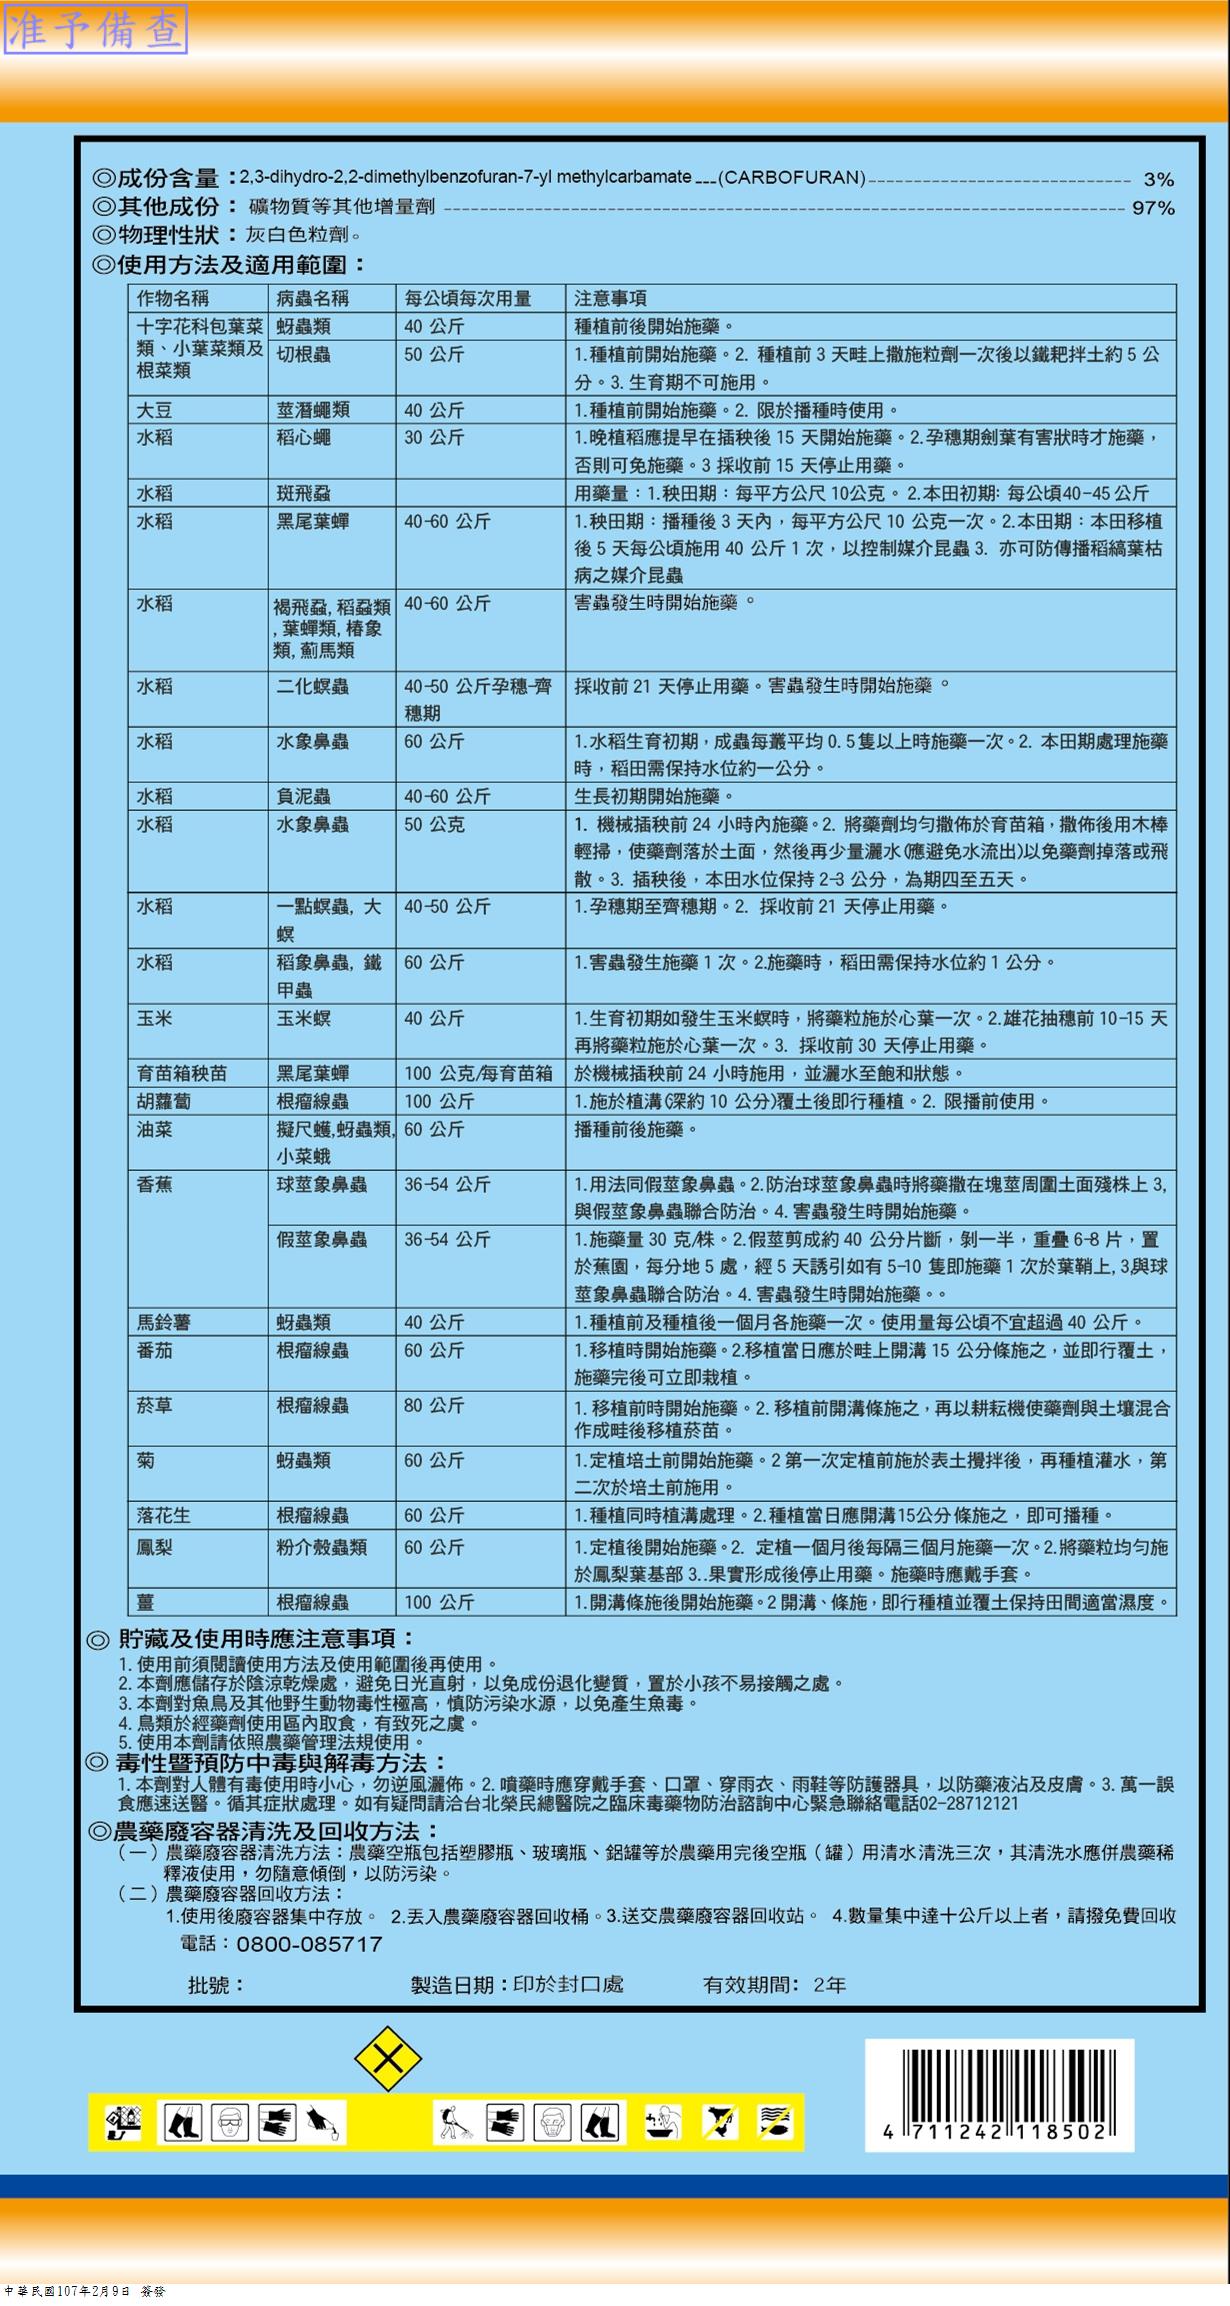 准予備查
◎成份含量：2,3-dihydro-2,2-dimethylbenzofuran-7-yl methylcarbamate ---(CARBOFURAN)------------------------------ 3%
◎其他成份：礦物質等其他增量劑 ------------------------------ 97%
◎物理性狀：灰白色粒劑。
◎使用方法及適用範圍：
作物名稱 病蟲名稱 每公頃每次用量 注意事項
十字花科包葉菜 蚜蟲類 40 公斤 種植前後開始施藥。
類、小葉菜類及 切根蟲 50 公斤 1.種植前開始施藥。2. 種植前 3 天畦上撒施粒劑一次後以鐵耙拌土約 5 公
根菜類 分。3. 生育期不可施用。
大豆 莖潛蠅類 40 公斤 1.種植前開始施藥。2. 限於播種時使用。
水稻 稻心蠅 30 公斤 1.晚植稻應提早在插秧後 15 天開始施藥。2.孕穗期劍葉有害狀時才施藥，
否則可免施藥。3 採收前 15 天停止用藥。
水稻 斑飛蝨 用藥量：1.秧田期：每平方公尺 10公克。 2.本田初期: 每公頃40-45 公斤
水稻 黑尾葉蟬 40-60 公斤 1.秧田期：播種後 3 天內，每平方公尺 10 公克一次。2.本田期：本田移植
後 5 天每公頃施用 40 公斤 1 次，以控制媒介昆蟲 3. 亦可防傳播稻縞葉枯
病之媒介昆蟲
水稻 褐飛蝨, 稻蝨類 40-60 公斤 害蟲發生時開始施藥。
, 葉蟬類, 椿象
類, 薊馬類
水稻 二化螟蟲 40-50 公斤孕穗-齊 採收前 21 天停止用藥。害蟲發生時開始施藥。
穗期
水稻 水象鼻蟲 60 公斤 1.水稻生育初期，成蟲每叢平均 0.5 隻以上時施藥一次。2. 本田期處理施藥
時，稻田需保持水位約一公分。
水稻 負泥蟲 40-60 公斤 生長初期開始施藥。
水稻 水象鼻蟲 50 公克 1. 機械插秧前 24 小時內施藥。2. 將藥劑均勻撒佈於育苗箱，撒佈後用木棒
輕掃，使藥劑落於土面，然後再少量灑水(應避免水流出)以免藥劑掉落或飛
散。3. 插秧後，本田水位保持 2-3 公分，為期四至五天。
水稻 一點螟蟲, 大 40-50 公斤 1.孕穗期至齊穗期。2. 採收前 21 天停止用藥。
螟
水稻 稻象鼻蟲, 鐵 60 公斤 1.害蟲發生施藥 1 次。2.施藥時，稻田需保持水位約 1 公分。
甲蟲
玉米 玉米螟 40 公斤 1.生育初期如發生玉米螟時，將藥粒施於心葉一次。2.雄花抽穗前 10-15 天
再將藥粒施於心葉一次。3. 採收前 30 天停止用藥。
育苗箱秧苗 黑尾葉蟬 100 公克/每育苗箱 於機械插秧前 24 小時施用，並灑水至飽和狀態。
胡蘿蔔 根瘤線蟲 100 公斤 1.施於植溝(深約 10 公分)覆土後即行種植。2. 限播前使用。
油菜 擬尺蠖,蚜蟲類, 60 公斤 播種前後施藥。
小菜蛾
香蕉 球莖象鼻蟲 36-54 公斤 1.用法同假莖象鼻蟲。2.防治球莖象鼻蟲時將藥撒在塊莖周圍土面殘株上 3,
與假莖象鼻蟲聯合防治。4. 害蟲發生時開始施藥。
假莖象鼻蟲 36-54 公斤 1.施藥量 30 克/株。2.假莖剪成約 40 公分片斷，剝一半，重疊 6-8 片，置
於蕉園，每分地 5 處，經 5 天誘引如有 5-10 隻即施藥 1 次於葉鞘上, 3,與球
莖象鼻蟲聯合防治。4. 害蟲發生時開始施藥。。
馬鈴薯 蚜蟲類 40 公斤 1.種植前及種植後一個月各施藥一次。使用量每公頃不宜超過 40 公斤。
番茄 根瘤線蟲 60 公斤 1.移植時開始施藥。2.移植當日應於畦上開溝 15 公分條施之，並即行覆土，
施藥完後可立即栽植。
菸草 根瘤線蟲 80 公斤 1. 移植前時開始施藥。2. 移植前開溝條施之，再以耕耘機使藥劑與土壤混合
作成畦後移植菸苗。
菊 蚜蟲類 60 公斤 1.定植培土前開始施藥。2 第一次定植前施於表土攪拌後，再種植灌水，第
二次於培土前施用。
落花生 根瘤線蟲 60 公斤 1.種植同時植溝處理。2.種植當日應開溝15公分條施之，即可播種。
鳳梨 粉介殼蟲類 60 公斤 1.定植後開始施藥。2. 定植一個月後每隔三個月施藥一次。2.將藥粒均勻施
於鳳梨葉基部 3..果實形成後停止用藥。施藥時應戴手套。
薑 根瘤線蟲 100 公斤 1.開溝條施後開始施藥。2 開溝、條施，即行種植並覆土保持田間適當濕度。
◎ 貯藏及使用時應注意事項：
1. 使用前須閱讀使用方法及使用範圍後再使用。
2. 本劑應儲存於陰涼乾燥處，避免日光直射，以免成份退化變質，置於小孩不易接觸之處。
3. 本劑對魚鳥及其他野生動物毒性極高，慎防污染水源，以免產生魚毒。
4. 鳥類於經藥劑使用區內取食，有致死之虞。
5. 使用本劑請依照農藥管理法規使用。
◎ 毒性暨預防中毒與解毒方法：
1. 本劑對人體有毒使用時小心，勿逆風灑佈。2. 噴藥時應穿戴手套、口罩、穿雨衣、雨鞋等防護器具，以防藥液沾及皮膚。3. 萬一誤
食應速送醫。循其症狀處理。如有疑問請洽台北榮民總醫院之臨床毒藥物防治諮詢中心緊急聯絡電話02-28712121
◎農藥廢容器清洗及回收方法：
（一）農藥廢容器清洗方法：農藥空瓶包括塑膠瓶、玻璃瓶、鋁罐等於農藥用完後空瓶（罐）用清水清洗三次，其清洗水應併農藥稀
釋液使用，勿隨意傾倒，以防污染。
（二）農藥廢容器回收方法：
1.使用後廢容器集中存放。 2.丟入農藥廢容器回收桶。3.送交農藥廢容器回收站。 4.數量集中達十公斤以上者，請撥免費回收
電話：0800-085717
批號： 製造日期：印於封口處 有效期間: 2年
4 711242 118502
中華民國107年2月9日 簽發